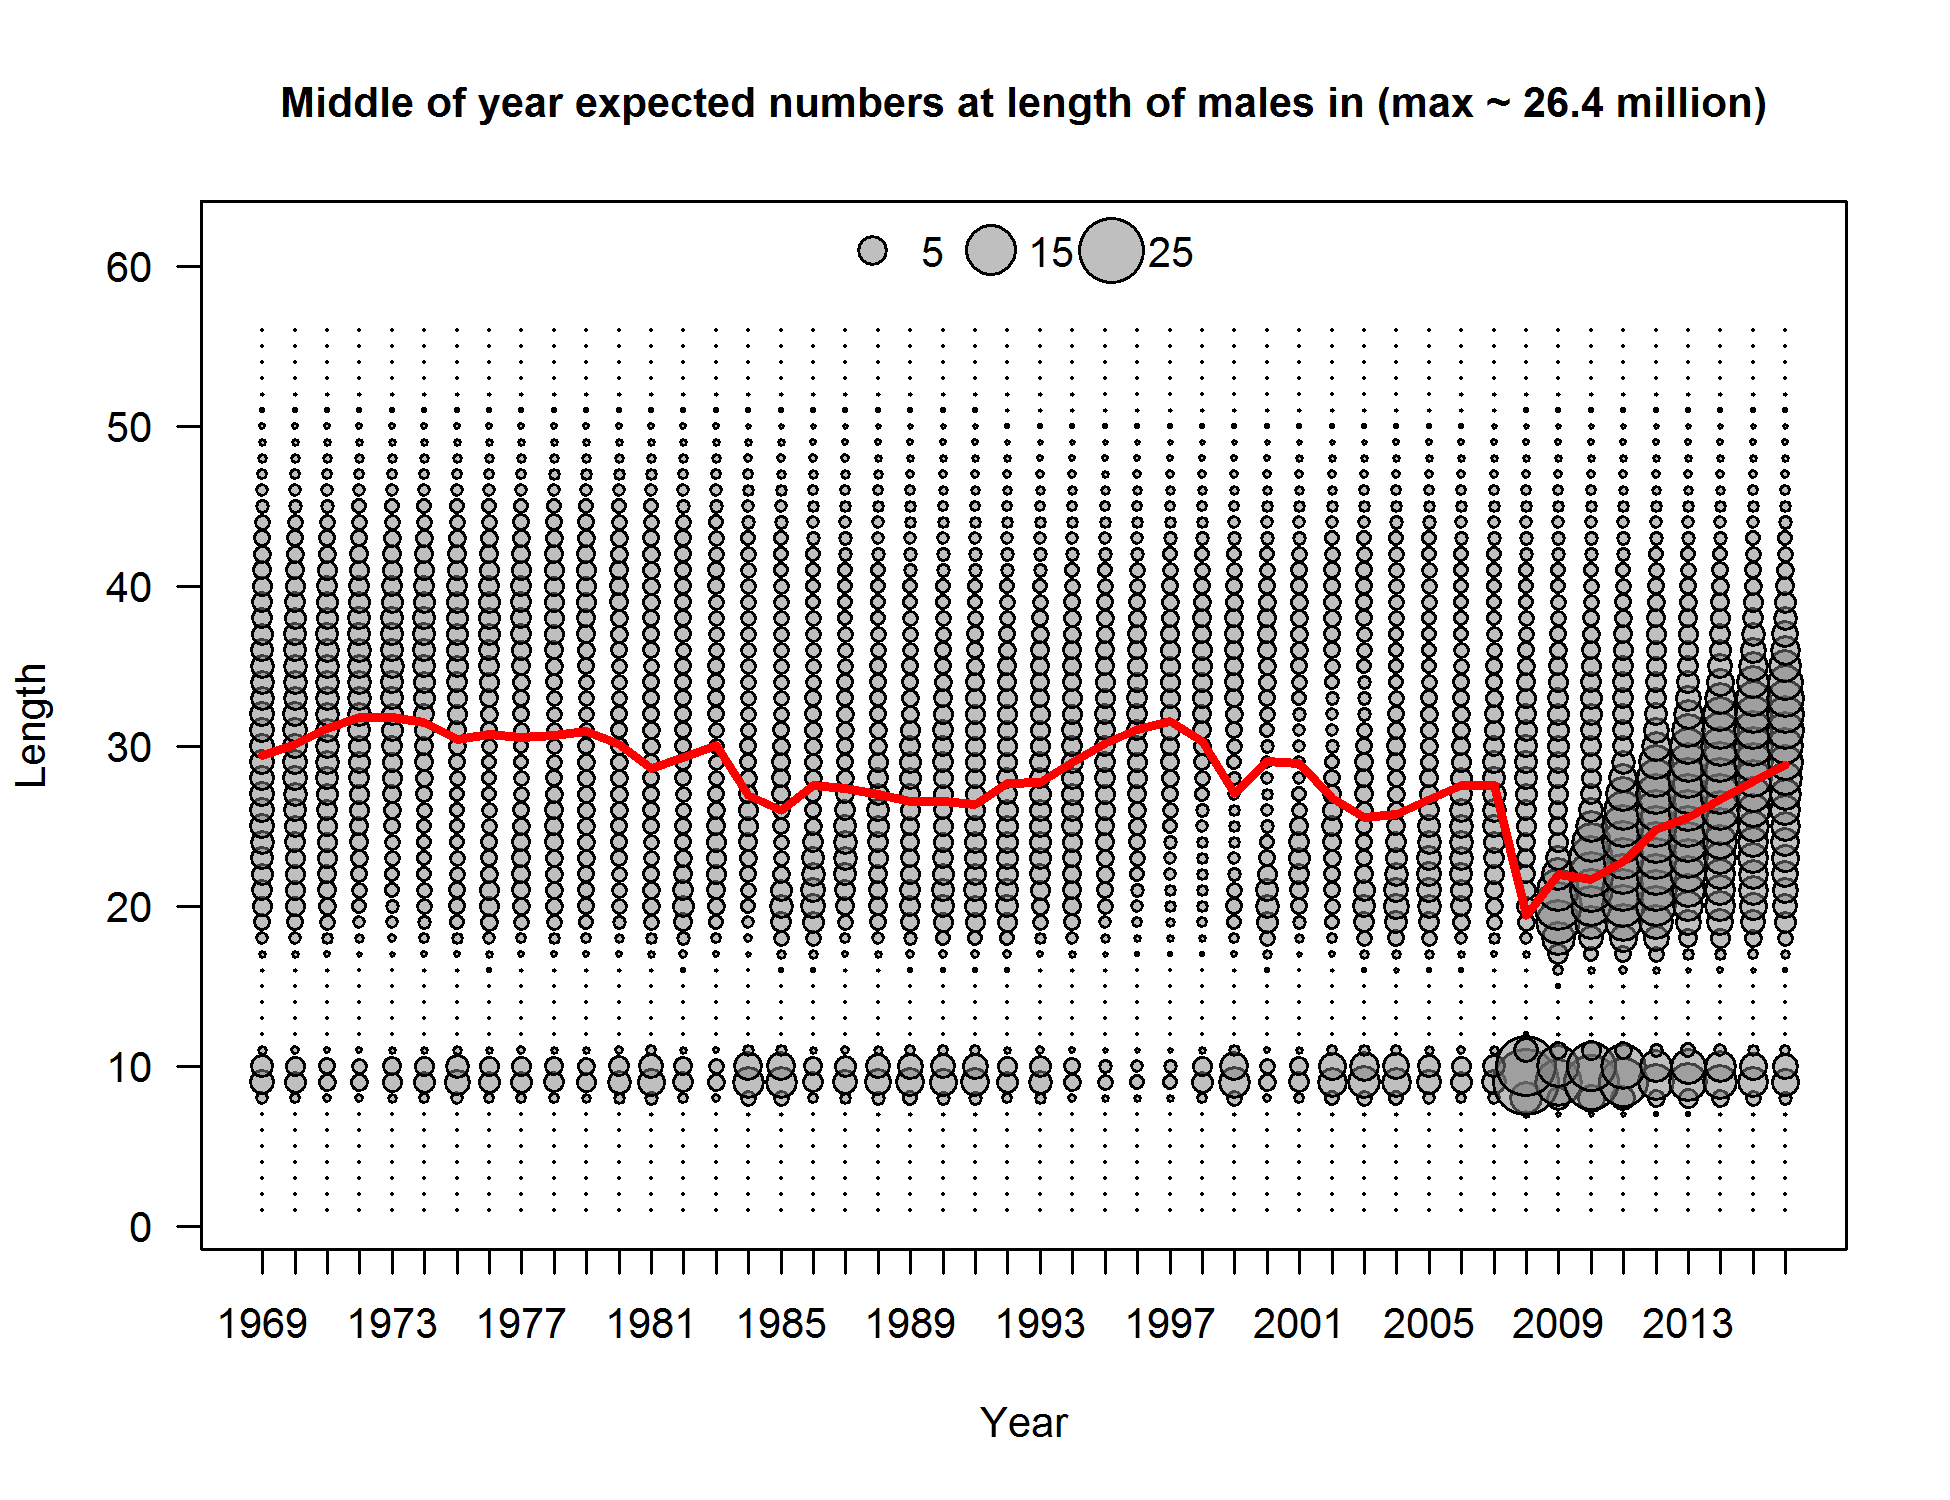 Middle of year expected numbers at length of males in (max ~ 26.4 million)
5 15 25
Length
60
50
40
30
20
10
0
1969 1973 1977 1981 1985 1989 1993 1997 2001 2005 2009 2013
Year